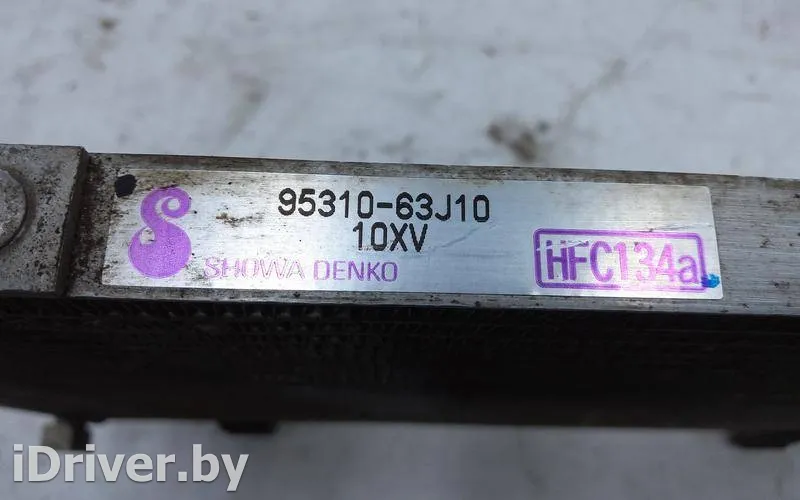 95310-63J10
10XV
SHOWA DENKO
HFC134a
iDriver.by